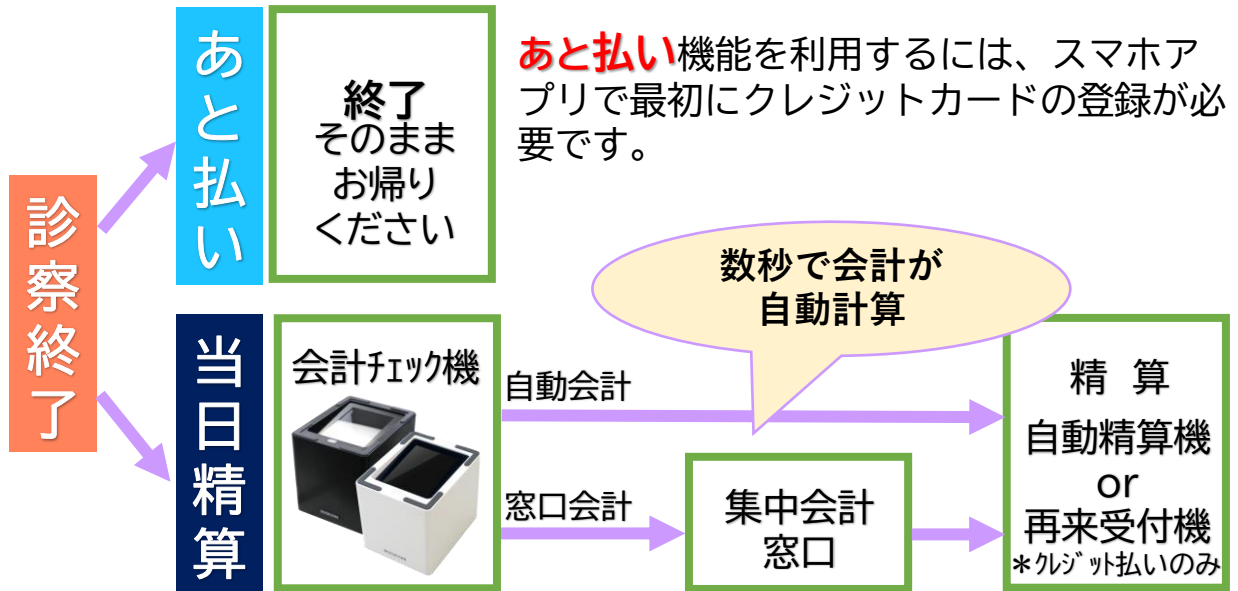 診察終了
あと払い
終了
そのまま
お帰り
ください
あと払い機能を利用するには、スマホア
プリで最初にクレジットカードの登録が必
要です。
当日精算
会計ﾁｪｯｸ機
自動会計
窓口会計
数秒で会計が
自動計算
集中会計
窓口
精 算
自動精算機
or
再来受付機
＊ｸﾚｼﾞｯﾄ払いのみ